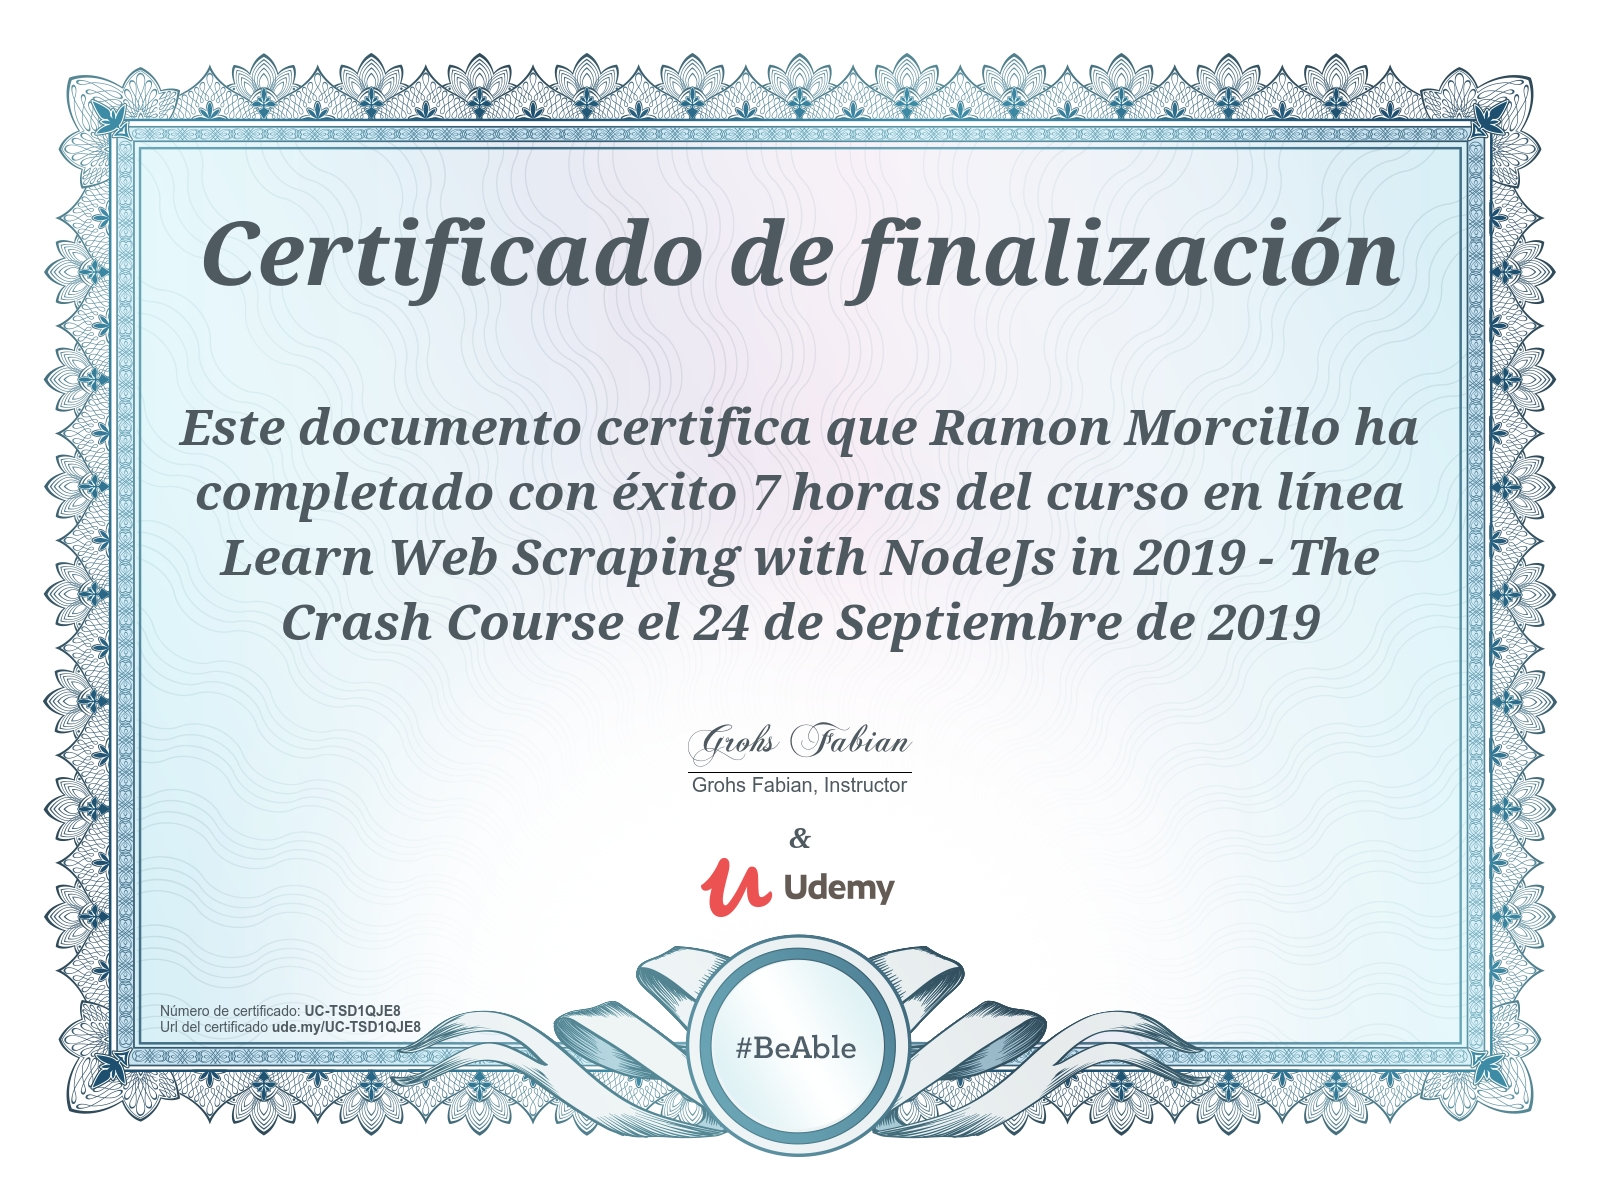 Certificado de finalización
Este documento certifica que Ramon Morcillo ha
completado con éxito 7 horas del curso en línea
Learn Web Scraping with NodeJs in 2019 - The
Crash Course el 24 de Septiembre de 2019
Grohs Fabian
Grohs Fabian, Instructor
&
Udemy
Número de certificado: UC-TSD1QJE8
Url del certificado ude.my/UC-TSD1QJE8
#BeAble